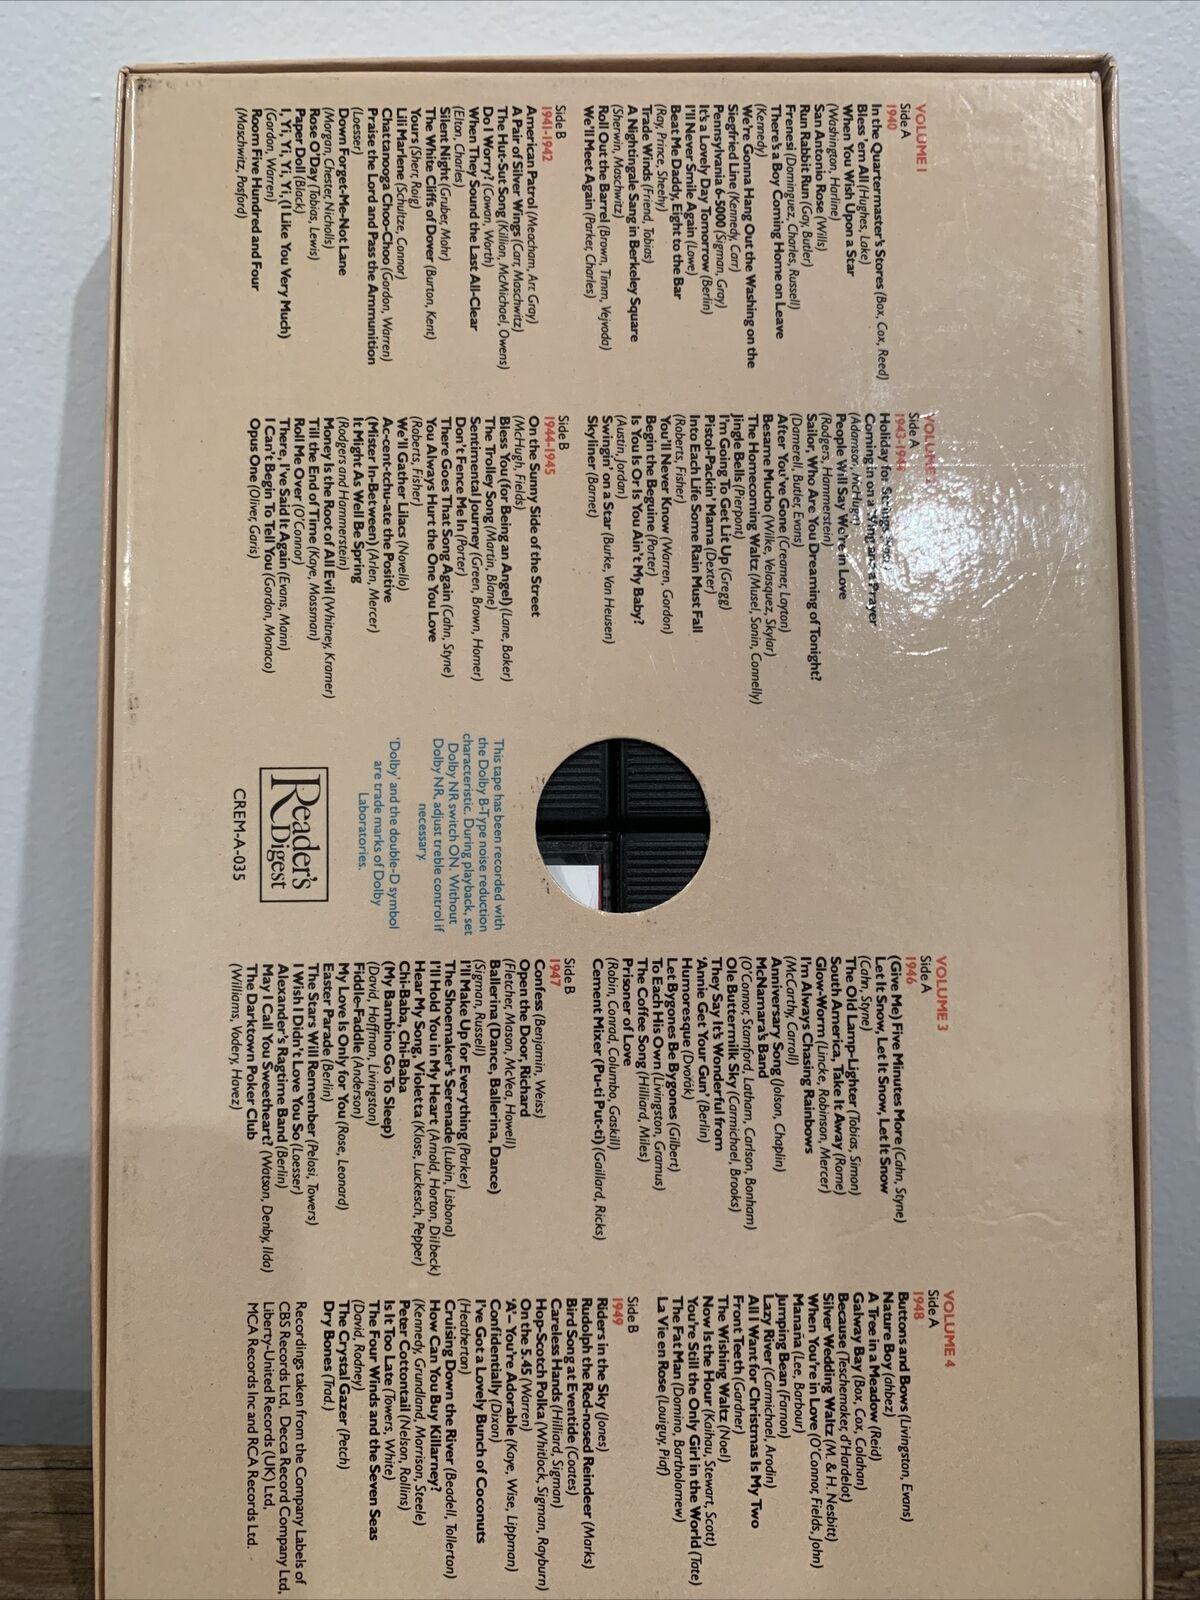 VOLUME 1
Side A
1940
In the Quartermaster's Stores (Box, Cox, Reed)
Bless 'em All (Hughes, Lake)
When You Wish Upon a Star
(Washington, Harline)
San Antonio Rose (Wills)
Run Rabbit Run (Gay, Butler)
Frenesi (Dominguez, Charles, Russell)
There's a Boy Coming Home on Leave
(Kennedy)
We're Gonna Hang Out the Washing on the
Siegfried Line (Kennedy, Carr)
Pennsylvania 6-5000 (Sigman, Gray)
It's a Lovely Day Tomorrow (Berlin)
I'll Never Smile Again (Lowe)
Beat Me Daddy, Eight to the Bar
(Ray, Prince, Sheehy)
Trade Winds (Friend, Tobias)
A Nightingale Sang in Berkeley Square
(Sherwin, Maschwitz)
Roll Out the Barrel (Brown, Timm, Vejvoda)
We'll Meet Again (Parker, Charles)
Side B
1941-1942
American Patrol (Meacham, Arr. Gray)
A Pair of Silver Wings (Carr, Maschwitz)
The Hut-Sut Song (Killian, McMichael, Owens)
Do I Worry? (Cowan, Worth)
When They Sound the Last All-Clear
(Elton, Charles)
Silent Night (Gruber, Mohr)
The White Cliffs of Dover (Burton, Kent)
Yours (Sherr, Roig)
Lili Marlene (Schultze, Connor)
Chattanooga Choo-Choo (Gordon, Warren)
Praise the Lord and Pass the Ammunition
(Loesser)
Down Forget-Me-Not Lane
(Morgan, Chester, Nicholls)
Rose O'Day (Tobias, Lewis)
Paper Doll (Black)
I, Yi, Yi, Yi, Yi, (I Like You Very Much)
(Gordon, Warren)
Room Five Hundred and Four
(Maschwitz, Posford)
VOLUME 2
Side A
1943-1944
Holiday for Strings
Coming in on a Wing and a Prayer
(Adamson, McHugh)
People Will Say We're in Love
(Rodgers, Hammerstein)
Sailor, Who Are You Dreaming of Tonight?
(Damerell, Butler, Evans)
After You've Gone (Creamer, Layton)
Besame Mucho (Wilke, Velasquez, Skylar)
The Homecoming Waltz (Musel, Sonin, Connelly)
Jingle Bells (Pierpont)
I'm Going To Get Lit Up (Gregg)
Pistol-Packin' Mama (Dexter)
Into Each Life Some Rain Must Fall
(Roberts, Fisher)
You'll Never Know (Warren, Gordon)
Begin the Beguine (Porter)
Is You Is Or Is You Ain't My Baby?
(Austin, Jordan)
Swingin' on a Star (Burke, Van Heusen)
Skyliner (Barnet)
Side B
1944-1945
On the Sunny Side of the Street
(McHugh, Fields)
Bless You (for Being an Angel) (Lane, Baker)
The Trolley Song (Martin, Blane)
Sentimental Journey (Green, Brown, Homer)
Don't Fence Me In (Porter)
There Goes That Song Again (Cahn, Styne)
You Always Hurt the One You Love
(Roberts, Fisher)
We'll Gather Lilacs (Novello)
Ac-cent-tchu-ate the Positive
(Mister In-Between) (Arlen, Mercer)
It Might As Well Be Spring
(Rodgers and Hammerstein)
Money Is the Root of All Evil (Whitney, Kramer)
Till the End of Time (Kaye, Mossman)
Roll Me Over (O'Connor)
There, I've Said It Again (Evans, Mann)
I Can't Begin To Tell You (Gordon, Monaco)
Opus One (Oliver, Garis)
This tape has been recorded with
the Dolby B-Type noise reduction
characteristic. During playback, set
Dolby NR switch ON. Without
Dolby NR, adjust treble control if
necessary.
'Dolby' and the double-D symbol
are trade marks of Dolby
Laboratories.
Reader's
Digest
CREM-A-035
VOLUME 3
Side A
1946
(Give Me) Five Minutes More (Cahn, Styne)
Let It Snow, Let It Snow, Let It Snow
(Cahn, Styne)
The Old Lamp-Lighter (Tobias, Simon)
South America, Take It Away (Rome)
Glow-Worm (Lincke, Robinson, Mercer)
I'm Always Chasing Rainbows
(McCarthy, Carroll)
Anniversary Song (Jolson, Chaplin)
McNamara's Band
(O'Connor, Stamford, Latham, Carlson, Bonham)
Ole Buttermilk Sky (Carmichael, Brooks)
They Say It's Wonderful from
'Annie Get Your Gun' (Berlin)
Humoresque (Dvořák)
Let Bygones Be Bygones (Gilbert)
To Each His Own (Livingston, Gramus)
The Coffee Song (Hilliard, Miles)
Prisoner of Love
(Robin, Conrad, Columbo, Gaskill)
Cement Mixer (Pu-ti Put-ti) (Gaillard, Ricks)
Side B
1947
Confess (Benjamin, Weiss)
Open the Door, Richard
(Fletcher, Mason, McVea, Howell)
Ballerina (Dance, Ballerina, Dance)
(Sigman, Russell)
I'll Make Up for Everything (Parker)
The Shoemaker's Serenade (Lubin, Lisbona)
I'll Hold You in My Heart (Arnold, Horton, Dilbeck)
Hear My Song, Violetta (Klose, Luckesch, Pepper)
Chi-Baba, Chi-Baba
(My Bambino Go To Sleep)
(David, Hoffman, Livingston)
Fiddle-Faddle (Anderson)
My Love Is Only for You (Rose, Leonard)
Easter Parade (Berlin)
The Stars Will Remember (Pelosi, Towers)
I Wish I Didn't Love You So (Loesser)
Alexander's Ragtime Band (Berlin)
May I Call You Sweetheart? (Watson, Denby, Ilda)
The Darktown Poker Club
(Williams, Vodery, Havez)
VOLUME 4
Side A
1948
Buttons and Bows (Livingston, Evans)
Nature Boy (ahbez)
A Tree in a Meadow (Reid)
Galway Bay (Box, Cox, Colahan)
Because (Teschemaker, d'Hardelot)
Silver Wedding Waltz (M. & H. Nesbitt)
When You're in Love (O'Connor, Fields, John)
Manaña (Lee, Barbour)
Jumping Bean (Farnon)
Lazy River (Carmichael, Arodin)
All I Want for Christmas Is My Two
Front Teeth (Gardner)
The Wishing Waltz (Noel)
Now Is the Hour (Kaihau, Stewart, Scott)
You're Still the Only Girl in the World (Tate)
The Fat Man (Domino, Bartholomew)
La Vie en Rose (Louiguy, Piaf)
Side B
1949
Riders in the Sky (Jones)
Rudolph the Red-nosed Reindeer (Marks)
Bird Song at Eventide (Coates)
Careless Hands (Hilliard, Sigman)
Hop-Scotch Polka (Whitlock, Sigman, Rayburn)
On the 5.45 (Warren)
'A' – You're Adorable (Kaye, Wise, Lippman)
Confidentially (Dixon)
I've Got a Lovely Bunch of Coconuts
(Heatherton)
Cruising Down the River (Beadell, Tollerton)
How Can You Buy Killarney?
(Kennedy, Grundland, Morrison, Steele)
Peter Cottontail (Nelson, Rollins)
Is It Too Late (Towers, White)
The Four Winds and the Seven Seas
(David, Rodney)
The Crystal Gazer (Petch)
Dry Bones (Trad.)
Recordings taken from the Company Labels of
CBS Records Ltd, Decca Record Company Ltd,
Liberty-United Records (UK) Ltd,
MCA Records Inc and RCA Records Ltd.